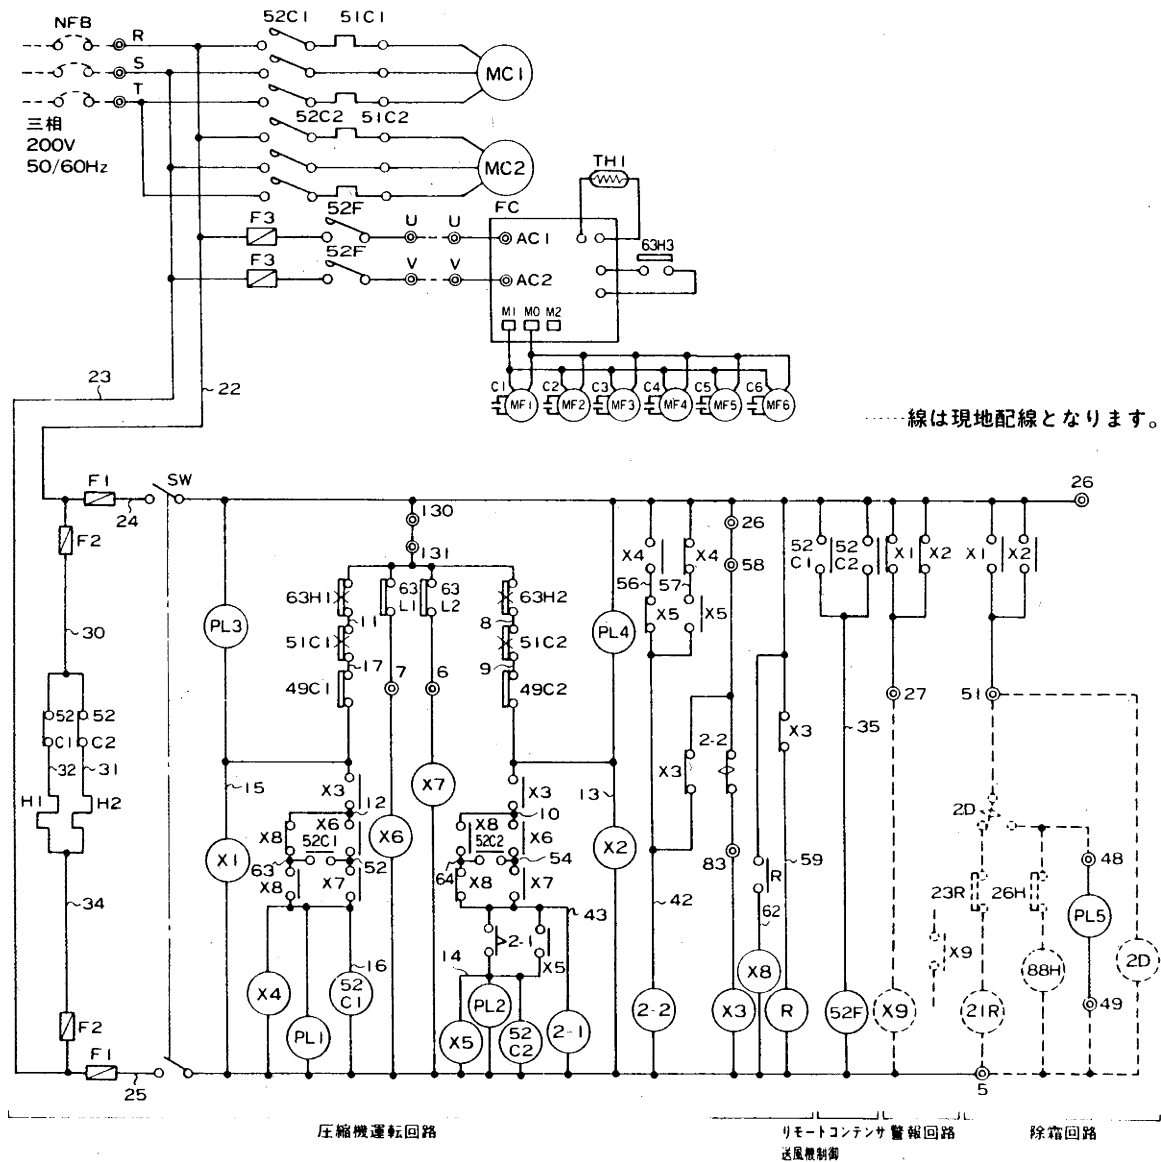 52C1 51C1
NFB
R
S
T
MC1
三相
200V
50/60Hz
52C2 51C2
MC2
TH1
FC
F3 52F U U AC1
63H3
F3 52F V V AC2
M1 M0 M2
C1 C2 C3 C4 C5 C6
MF1 MF2 MF3 MF4 MF5 MF6
23 22
線は現地配線となります。
F1 SW
24
26
F2
130
131
26
58
X4 X4
56 57
X5 X5
52 C1
52 C2
X1 X2
X1 X2
63H1 63 L1 63 L2 63H2
11 8
51C1 51C2
17 9
49C1 7 6 49C2
PL3
PL4
30
27
51
52 C1 52 C2
32 31
H1 H2
15
X3 12
X7
X3 10
13
X3 2-2
X3
35
2D
X8 X6
52C1
63 52
X8 X7
X6
X8 X6
52C2
64 54
X8 X7
X1
X2
83
59
R
62
48
23R 26H
PL5
34
42
43
X9
2-1
X5
14
16
X4 52 C1
PL1
X5 PL2 52 C2 2-1
2-2 X3 X8 R 52F X9 21R 88H 2D
49
F2
F1
25
5
圧縮機運転回路
リモートコンデンサ
送風機制御
警報回路
除霜回路